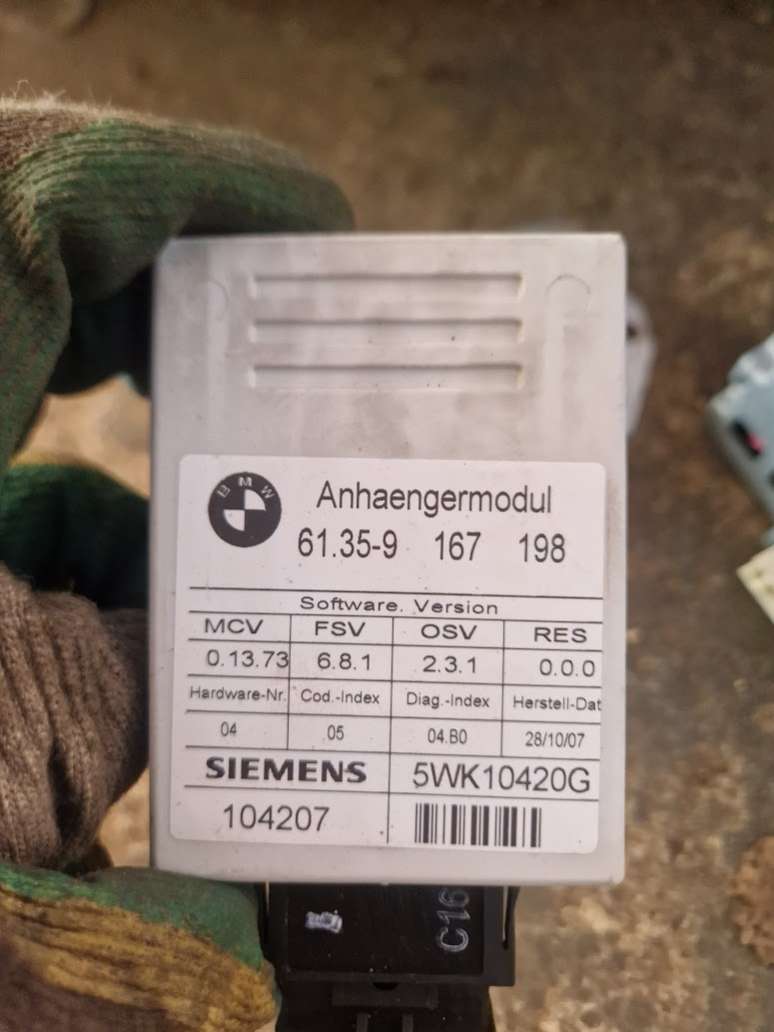 BMW
Anhaengermodul
61.35-9 167 198
Software. Version
MCV FSV OSV RES
0.13.73 6.8.1 2.3.1 0.0.0
Hardware-Nr. Cod.-Index Diag.-Index Herstell-Dat
04 05 04.B0 28/10/07
SIEMENS 5WK10420G
104207
C16